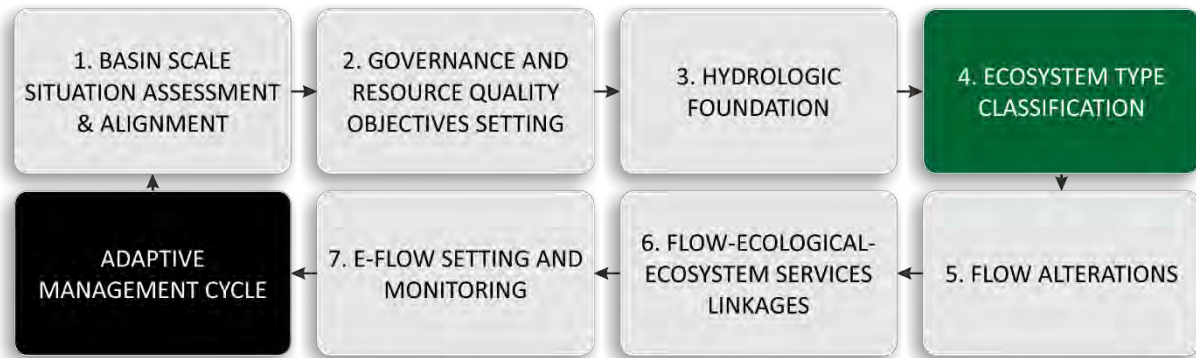 1. BASIN SCALE
SITUATION ASSESSMENT
& ALIGNMENT
2. GOVERNANCE AND
RESOURCE QUALITY
OBJECTIVES SETTING
3. HYDROLOGIC
FOUNDATION
4. ECOSYSTEM TYPE
CLASSIFICATION
5. FLOW ALTERATIONS
6. FLOW-ECOLOGICAL-
ECOSYSTEM SERVICES
LINKAGES
7. E-FLOW SETTING AND
MONITORING
ADAPTIVE
MANAGEMENT CYCLE